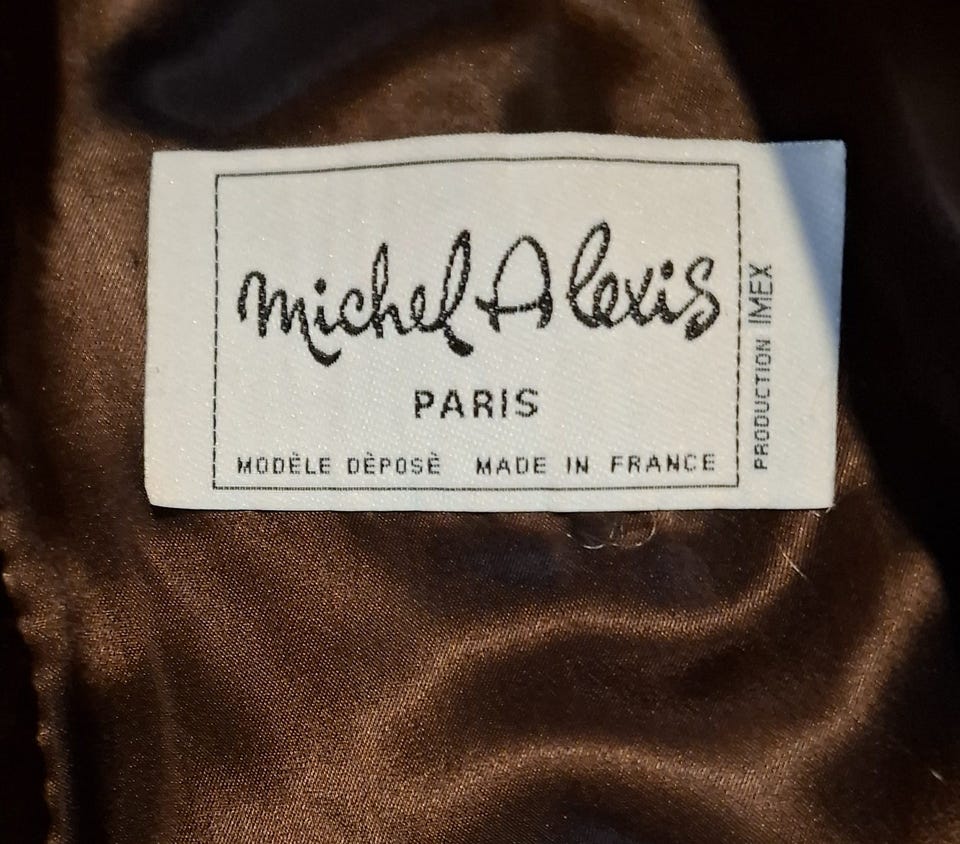 Michel Alexis
PARIS
MODÈLE DÈPOSÈ MADE IN FRANCE
PRODUCTION IMEX